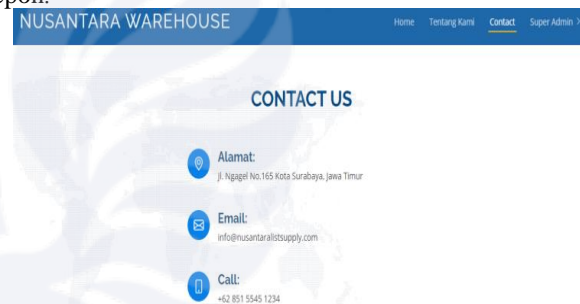 NUSANTARA WAREHOUSE
Home Tentang Kami Contact Super Admin
CONTACT US
Alamat:
Jl. Ngagel No.165 Kota Surabaya, Jawa Timur
Email:
info@nusantaralistsupply.com
Call:
+62 851 5545 1234